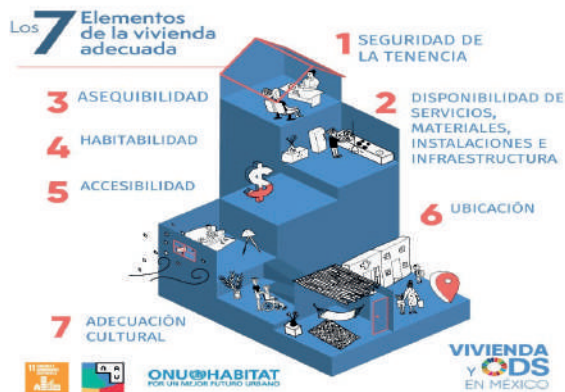 Los 7 Elementos
de la vivienda
adecuada
1 SEGURIDAD DE
LA TENENCIA
2 DISPONIBILIDAD DE
SERVICIOS,
MATERIALES,
INSTALACIONES E
INFRAESTRUCTURA
3 ASEQUIBILIDAD
4 HABITABILIDAD
5 ACCESIBILIDAD
$
6 UBICACIÓN
7 ADECUACIÓN
CULTURAL
11
ONU HABITAT
POR UN MEJOR FUTURO URBANO
VIVIENDA
Y ODS
EN MÉXICO